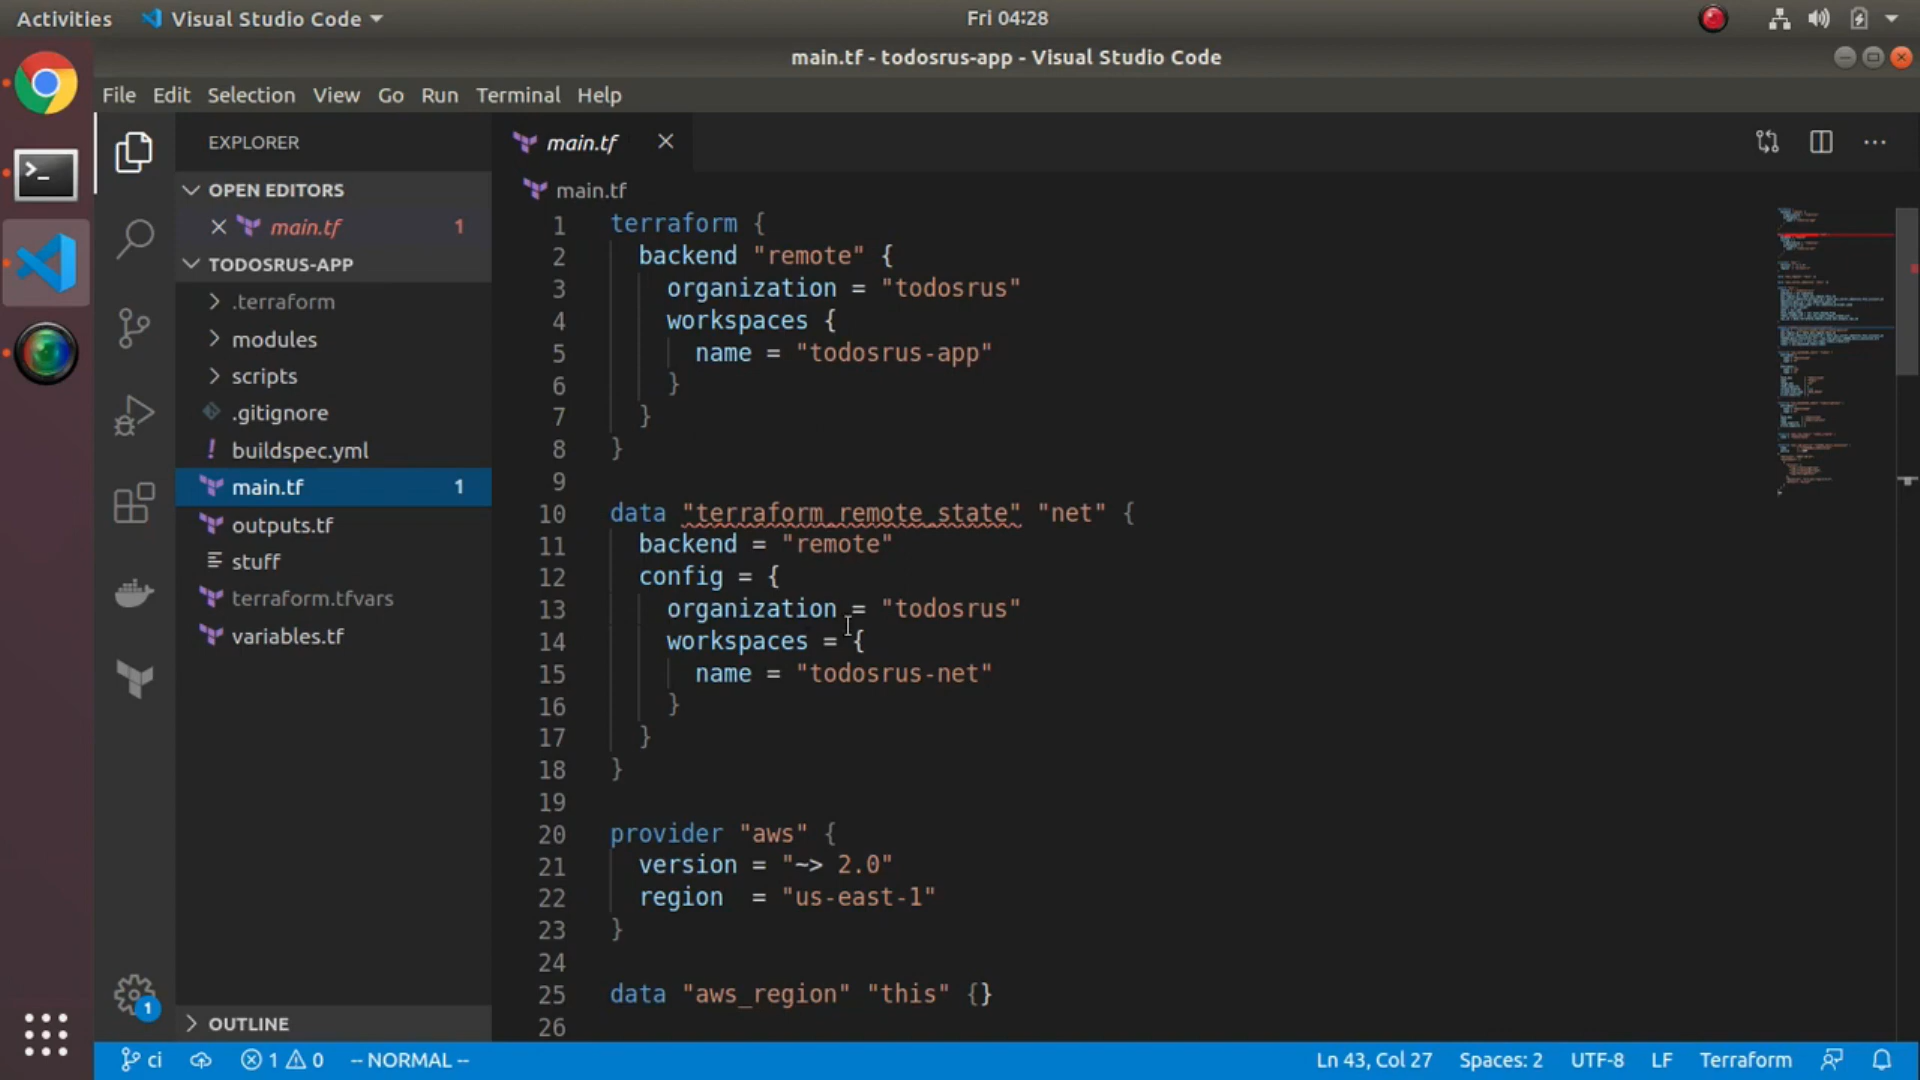 Activities
Visual Studio Code
Fri 04:28
main.tf - todosrus-app - Visual Studio Code
File Edit Selection View Go Run Terminal Help
EXPLORER
OPEN EDITORS
main.tf 1
TODOSRUS-APP
.terraform
modules
scripts
.gitignore
! buildspec.yml
main.tf 1
outputs.tf
stuff
terraform.tfvars
variables.tf
OUTLINE
1
main.tf
main.tf
1 terraform {
2 backend "remote" {
3 organization = "todosrus"
4 workspaces {
5 name = "todosrus-app"
6 }
7 }
8 }
9
10 data "terraform_remote_state" "net" {
11 backend = "remote"
12 config = {
13 organization = "todosrus"
14 workspaces = {
15 name = "todosrus-net"
16 }
17 }
18 }
19
20 provider "aws" {
21 version = "~> 2.0"
22 region  = "us-east-1"
23 }
24
25 data "aws_region" "this" {}
26
ci 1 0 -- NORMAL --
Ln 43, Col 27 Spaces: 2 UTF-8 LF Terraform